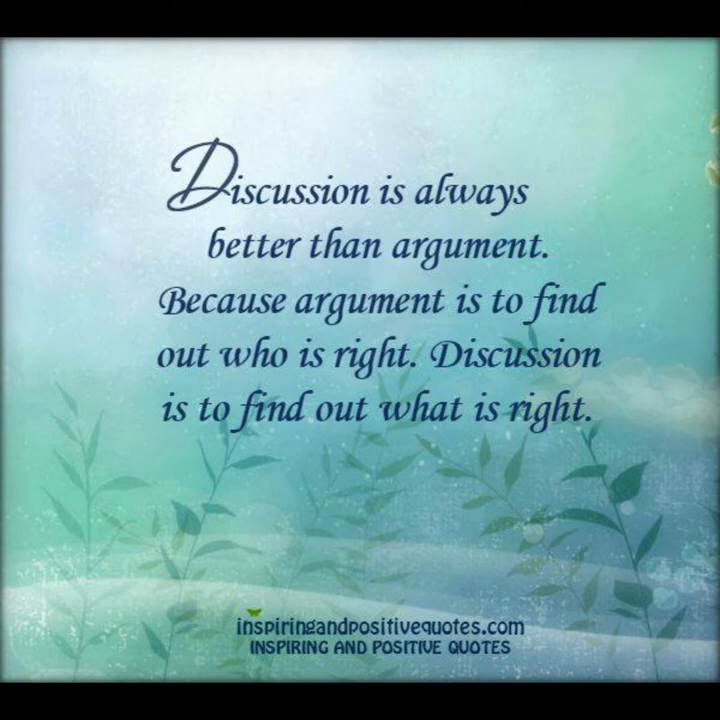 Discussion is always
better than argument.
Because argument is to find
out who is right. Discussion
is to find out what is right.
inspiringandpositivequotes.com
INSPIRING AND POSITIVE QUOTES